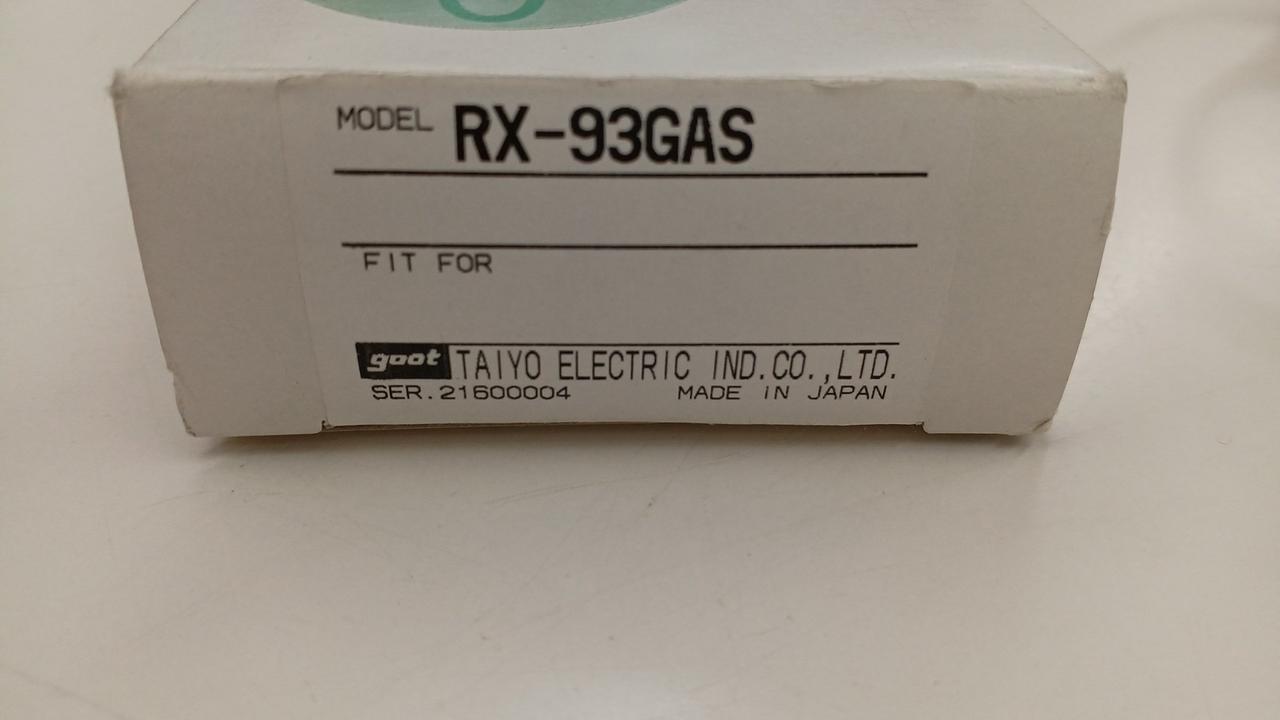 MODEL RX-93GAS
FIT FOR
goot TAIYO ELECTRIC IND.CO.,LTD.
SER.21600004 MADE IN JAPAN